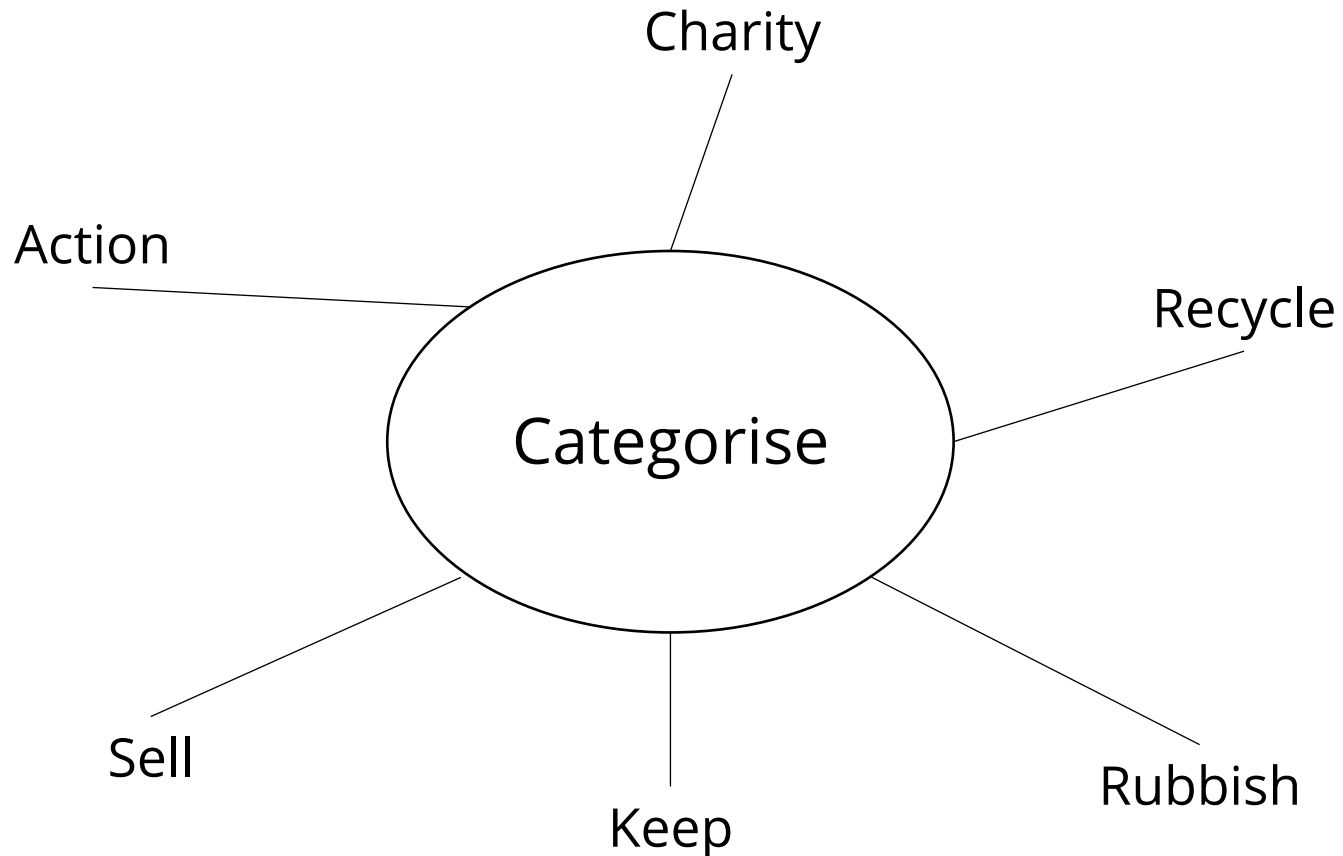 Charity
Action
Recycle
Categorise
Sell
Rubbish
Keep